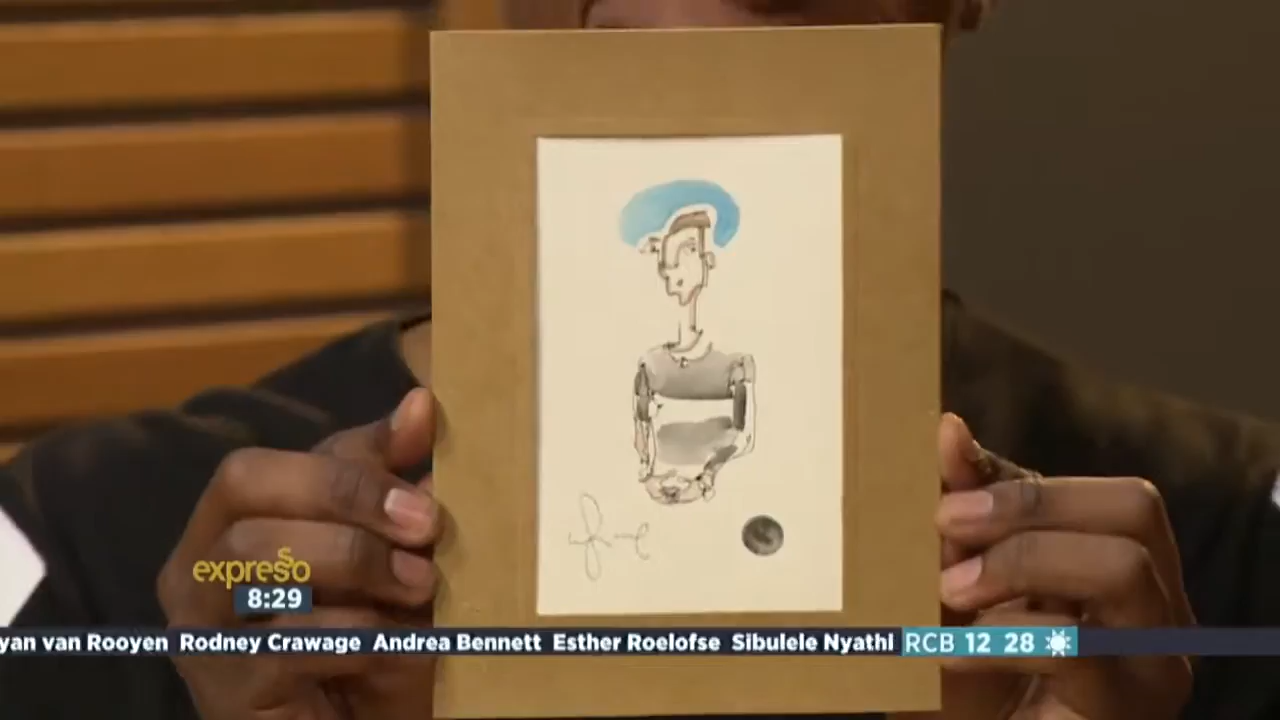 expresso
8:29
yan van Rooyen Rodney Crawage Andrea Bennett Esther Roelofse Sibulele Nyathi RCB 12 28